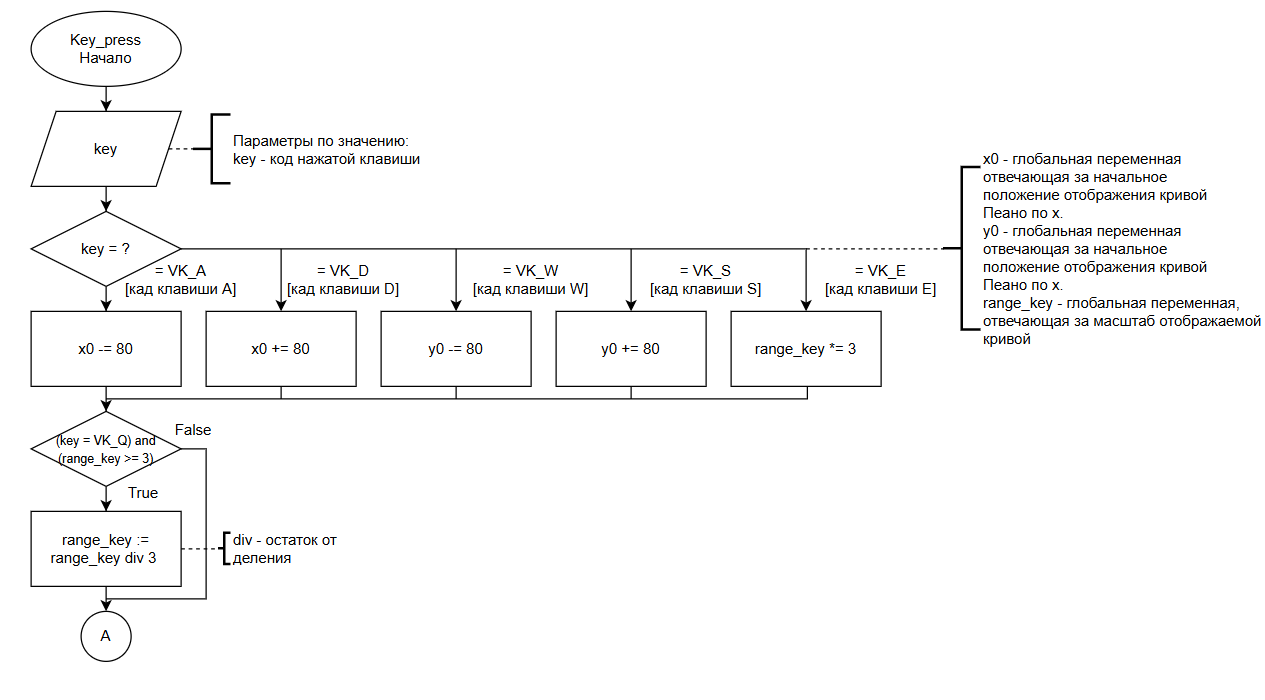 Key_press
Начало
key
Параметры по значению:
key - код нажатой клавиши
x0 - глобальная переменная
отвечающая за начальное
положение отображения кривой
Пеано по x.
y0 - глобальная переменная
отвечающая за начальное
положение отображения кривой
Пеано по x.
range_key - глобальная переменная,
отвечающая за масштаб отображаемой
кривой
key = ?
= VK_A
[кад клавиши A]
= VK_D
[кад клавиши D]
= VK_W
[кад клавиши W]
= VK_S
[кад клавиши S]
= VK_E
[кад клавиши E]
x0 -= 80
x0 += 80
y0 -= 80
y0 += 80
range_key *= 3
(key = VK_Q) and
(range_key >= 3)
False
True
range_key :=
range_key div 3
div - остаток от
деления
A